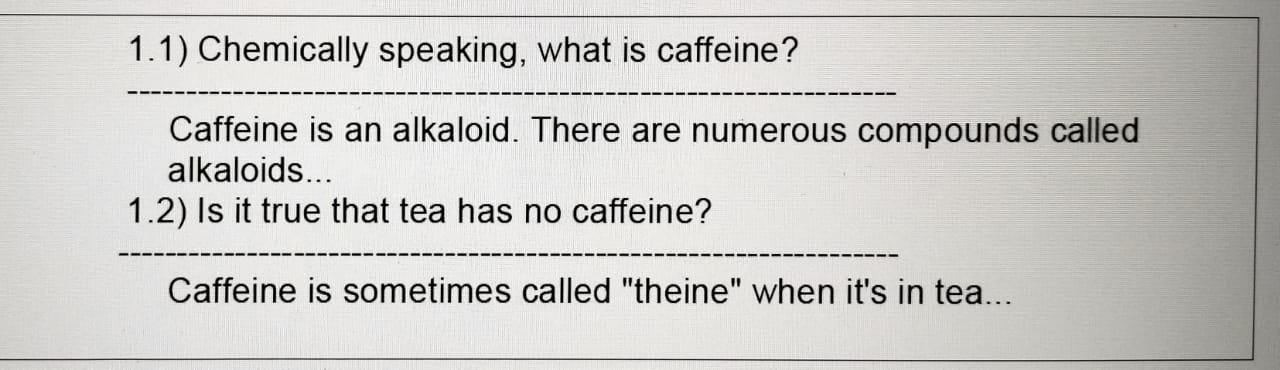 1.1) Chemically speaking, what is caffeine?
-----------------------------------------------------------------
Caffeine is an alkaloid. There are numerous compounds called
alkaloids...
1.2) Is it true that tea has no caffeine?
------------------------------------------------------------------
Caffeine is sometimes called "theine" when it's in tea...